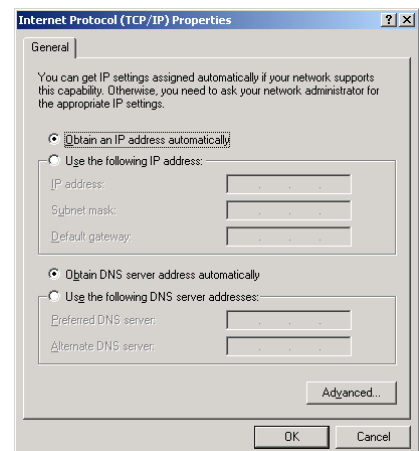 Internet Protocol (TCP/IP) Properties
General
You can get IP settings assigned automatically if your network supports
this capability. Otherwise, you need to ask your network administrator for
the appropriate IP settings.
Obtain an IP address automatically
Use the following IP address:
IP address:
Subnet mask:
Default gateway:
Obtain DNS server address automatically
Use the following DNS server addresses:
Preferred DNS server:
Alternate DNS server:
Advanced...
OK Cancel